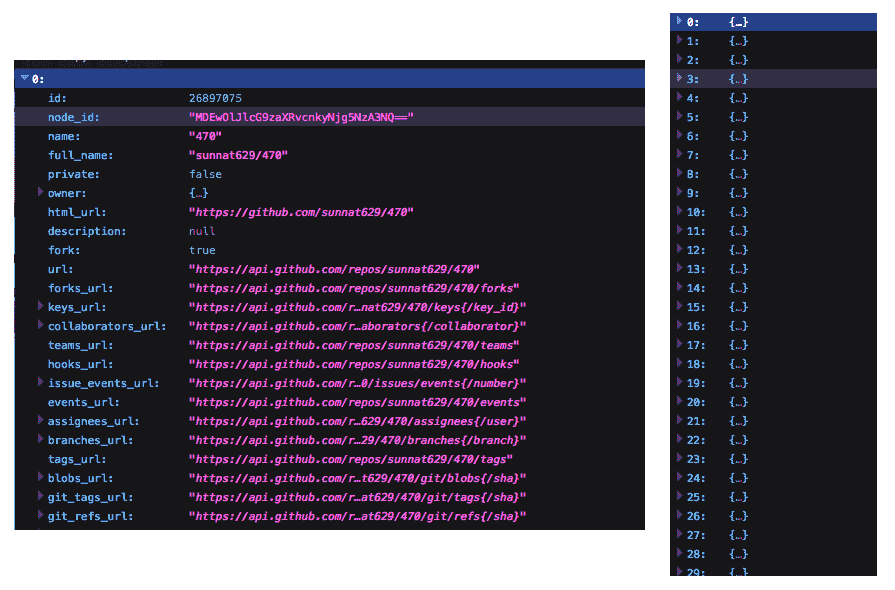 0:
id: 26897075
node_id: "MDEwOlJlcG9zaXRvcnkyNjg5NzA3NQ=="
name: "470"
full_name: "sunnat629/470"
private: false
owner: {…}
html_url: "https://github.com/sunnat629/470"
description: null
fork: true
url: "https://api.github.com/repos/sunnat629/470"
forks_url: "https://api.github.com/repos/sunnat629/470/forks"
keys_url: "https://api.github.com/r…nat629/470/keys{/key_id}"
collaborators_url: "https://api.github.com/r…aborators{/collaborator}"
teams_url: "https://api.github.com/repos/sunnat629/470/teams"
hooks_url: "https://api.github.com/repos/sunnat629/470/hooks"
issue_events_url: "https://api.github.com/r…0/issues/events{/number}"
events_url: "https://api.github.com/repos/sunnat629/470/events
assignees_url: "https://api.github.com/r…629/470/assignees{/user}"
branches_url: "https://api.github.com/r…29/470/branches{/branch}"
tags_url: "https://api.github.com/repos/sunnat629/470/tags"
blobs_url: "https://api.github.com/r…t629/470/git/blobs{/sha}"
git_tags_url: "https://api.github.com/r…at629/470/git/tags{/sha}"
git_refs_url: "https://api.github.com/r…at629/470/git/refs{/sha}"
0: {…}
1: {…}
2: {…}
3: {…}
4: {…}
5: {…}
6: {…}
7: {…}
8: {…}
9: {…}
10: {…}
11: {…}
12: {…}
13: {…}
14: {…}
15: {…}
16: {…}
17: {…}
18: {…}
19: {…}
20: {…}
21: {…}
22: {…}
23: {…}
24: {…}
25: {…}
26: {…}
27: {…}
28: {…}
29: {…}